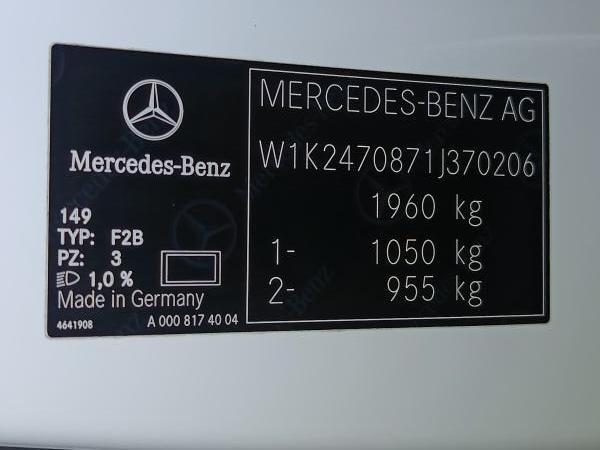 Mercedes-Benz
149
TYP: F2B
PZ: 3
1,0 %
Made in Germany
4641908 A 000 817 40 04
MERCEDES-BENZ AG
W1K2470871J370206
1960 kg
1- 1050 kg
2- 955 kg